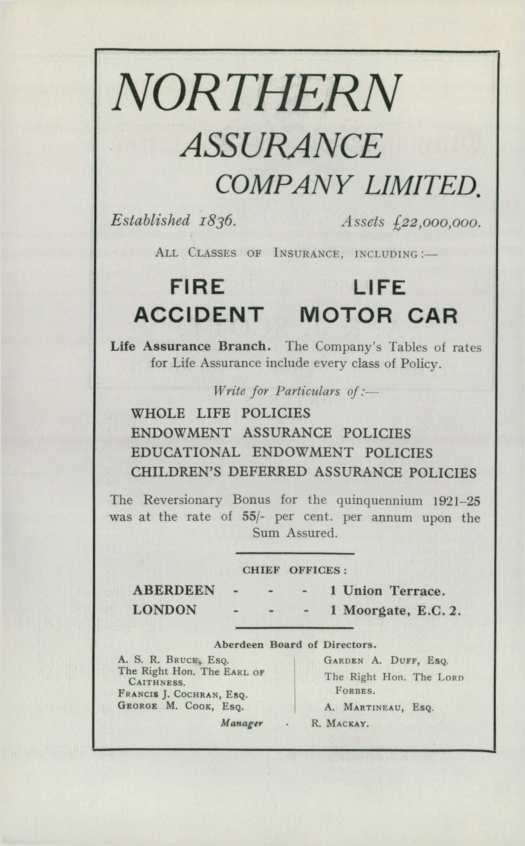 NORTHERN
ASSURANCE
COMPANY LIMITED.
Established 1836. Assets £22,000,000.
ALL CLASSES OF INSURANCE, INCLUDING:—
FIRE LIFE
ACCIDENT MOTOR CAR
Life Assurance Branch. The Company's Tables of rates
for Life Assurance include every class of Policy.
Write for Particulars of:—
WHOLE LIFE POLICIES
ENDOWMENT ASSURANCE POLICIES
EDUCATIONAL ENDOWMENT POLICIES
CHILDREN'S DEFERRED ASSURANCE POLICIES
The Reversionary Bonus for the quinquennium 1921-25
was at the rate of 55/- per cent. per annum upon the
Sum Assured.
CHIEF OFFICES:
ABERDEEN - - - 1 Union Terrace.
LONDON - - - 1 Moorgate, E.C. 2.
Aberdeen Board of Directors.
A. S. R. BRUCE, ESQ.
The Right Hon. The EARL OF
CAITHNESS.
FRANCIS J. COCHRAN, ESQ.
GEORGE M. COOK, ESQ.
GARDEN A. DUFF, ESQ.
The Right Hon. The LORD
FORBES.
A. MARTINEAU, ESQ.
Manager - R. MACKAY.